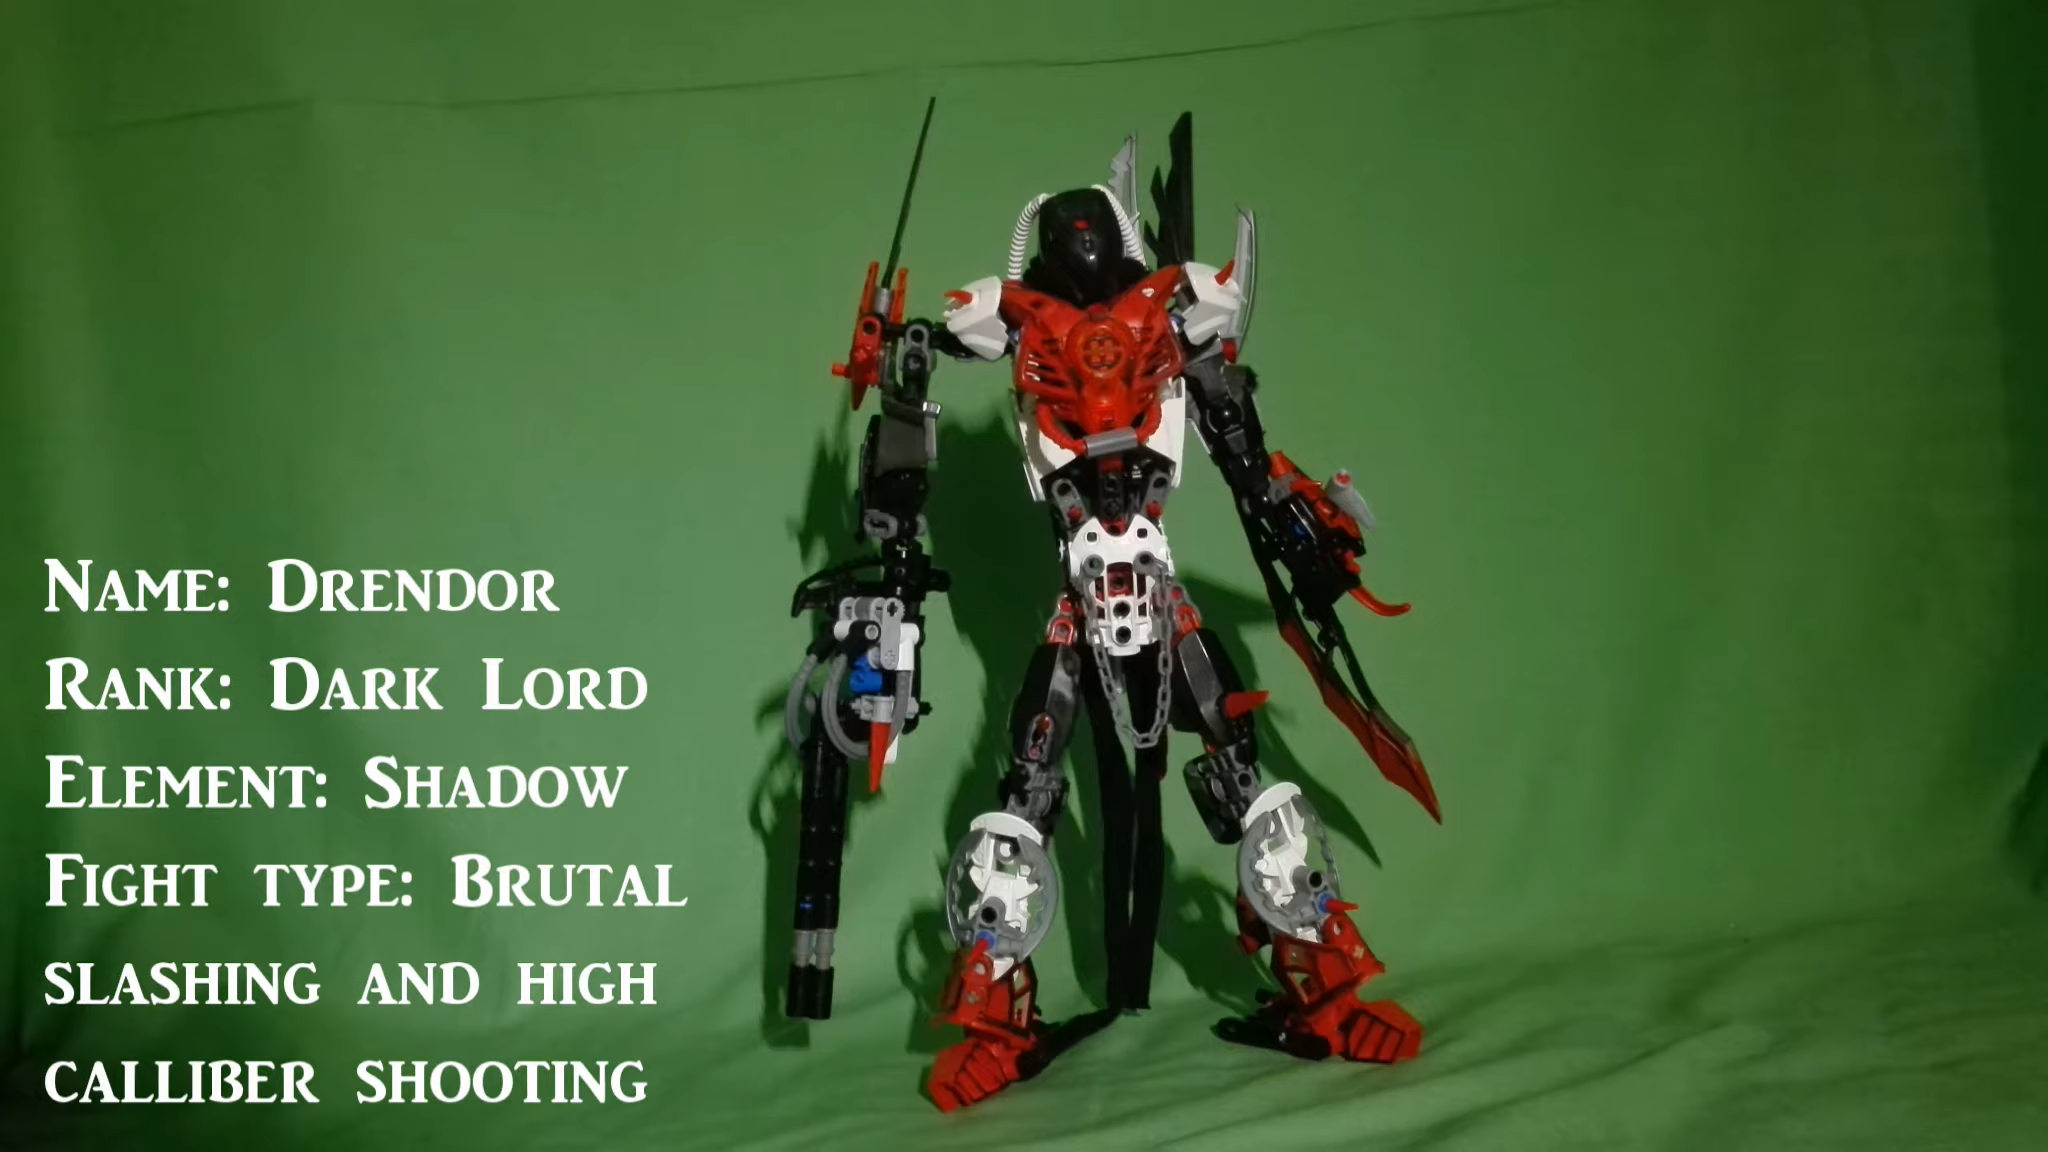 Name: Drendor
Rank: Dark Lord
Element: Shadow
Fight type: Brutal
slashing and high
calliber shooting